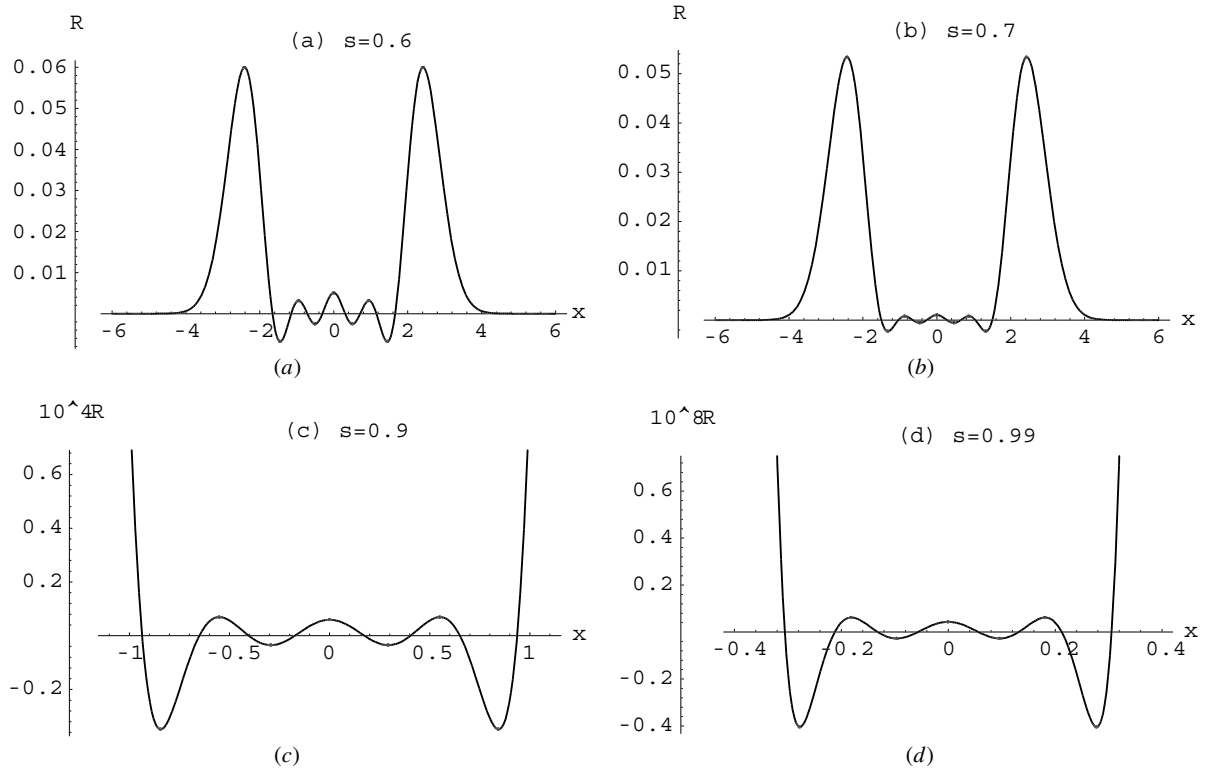 R
(a) s=0.6
0.06
0.05
0.04
0.03
0.02
0.01
-6 -4 -2 0 2 4 6 x
(a)
R
(b) s=0.7
0.05
0.04
0.03
0.02
0.01
-6 -4 -2 0 2 4 6 x
(b)
10^4R
(c) s=0.9
0.6
0.4
0.2
-0.2
-1 -0.5 0 0.5 1 x
(c)
10^8R
(d) s=0.99
0.6
0.4
0.2
-0.2
-0.4
-0.4 -0.2 0 0.2 0.4 x
(d)